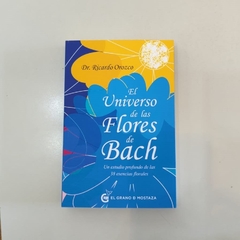 Dr. Ricardo Orozco
El
Universo
de las
Flores
de
Bach
Un estudio profundo de las
38 esencias florales
EL GRANO DE MOSTAZA